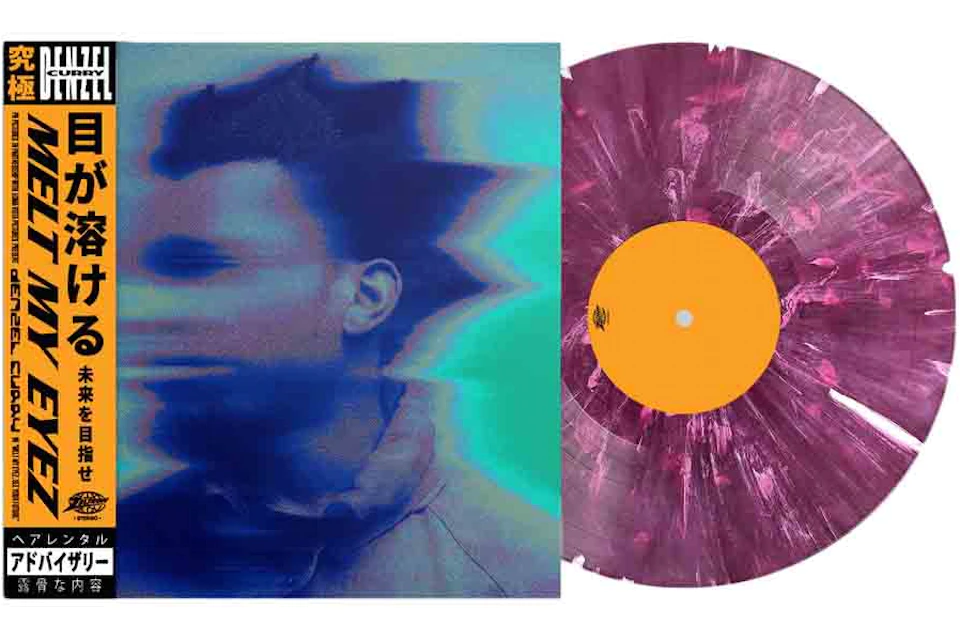 究極
DENZEL
CURRY
目が溶ける
未来を目指せ
MELT MY EYEZ
DENZEL CURRY
STEREO
ヘアレンタル
アドバイザリー
露骨な内容